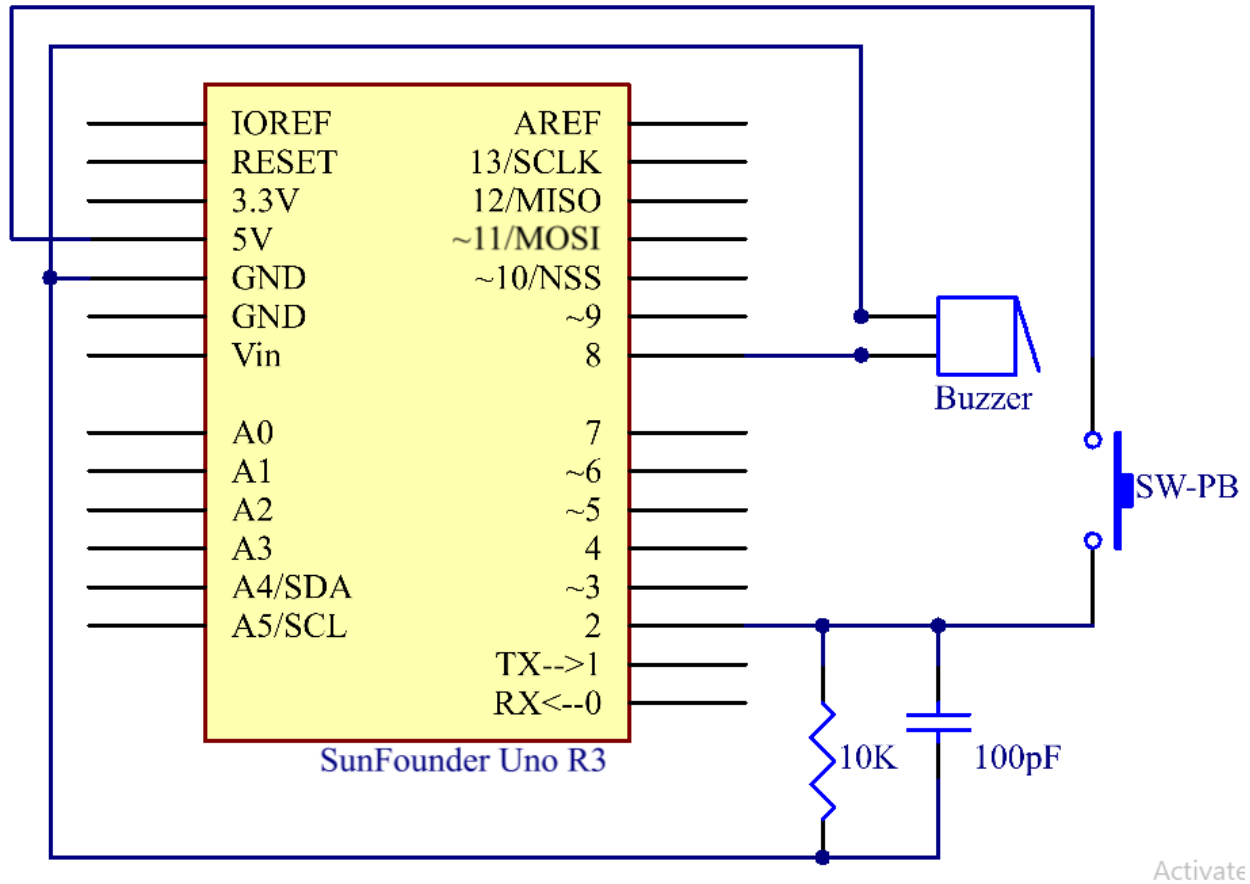 IOREF
RESET
3.3V
5V
GND
GND
Vin
A0
A1
A2
A3
A4/SDA
A5/SCL
AREF
13/SCLK
12/MISO
~11/MOSI
~10/NSS
~9
8
7
~6
~5
4
~3
2
TX-->1
RX<--0
SunFounder Uno R3
Buzzer
SW-PB
10K
100pF
Activate